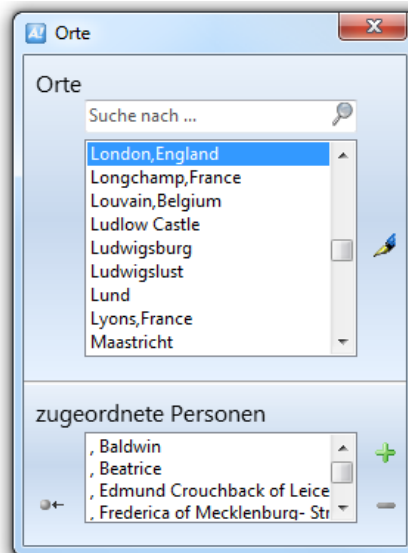 A! Orte
Orte
Suche nach ...
London,England
Longchamp,France
Louvain,Belgium
Ludlow Castle
Ludwigsburg
Ludwigslust
Lund
Lyons,France
Maastricht
zugeordnete Personen
, Baldwin
, Beatrice
, Edmund Crouchback of Leice
, Frederica of Mecklenburg- Str